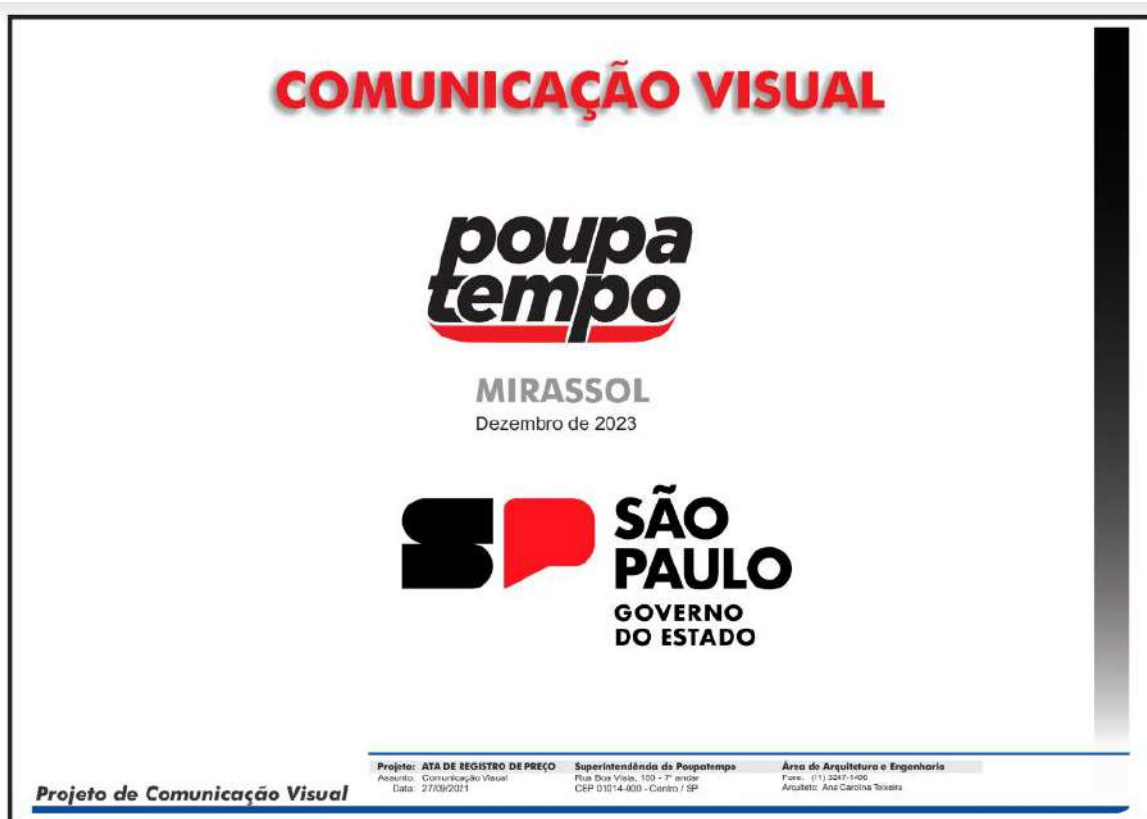 COMUNICAÇÃO VISUAL
poupa
tempo
MIRASSOL
Dezembro de 2023
SP
SÃO
PAULO
GOVERNO
DO ESTADO
Projeto de Comunicação Visual
Projeto: ATA DE REGISTRO DE PREÇO
Assunto: Comunicação Visual
Data: 27/09/2021
Superintendência do Poupatempo
Rua Boa Vista, 150 - 7º andar
CEP 01014-000 - Centro / SP
Área de Arquitetura e Engenharia
Fone: (11) 3247-1400
Arquiteto: Ana Carolina Teixeira